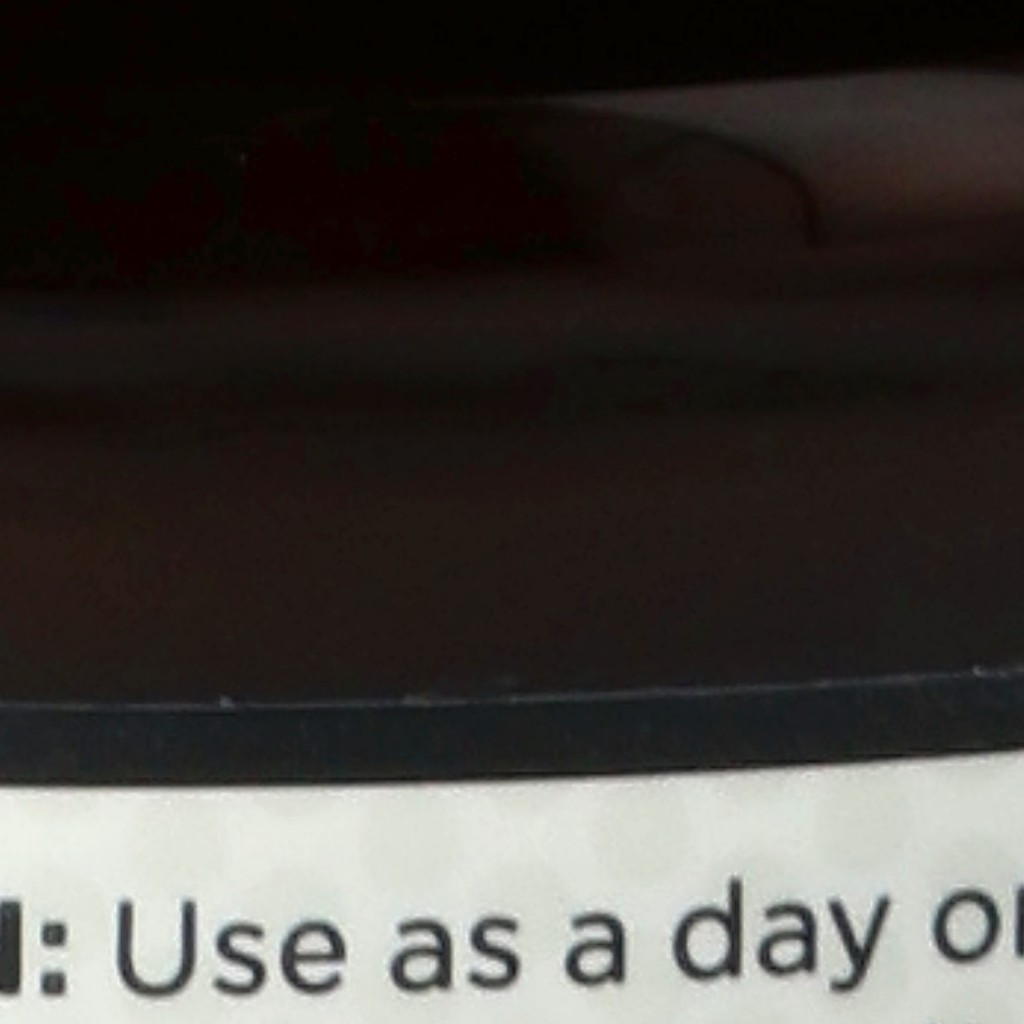 : Use as a day